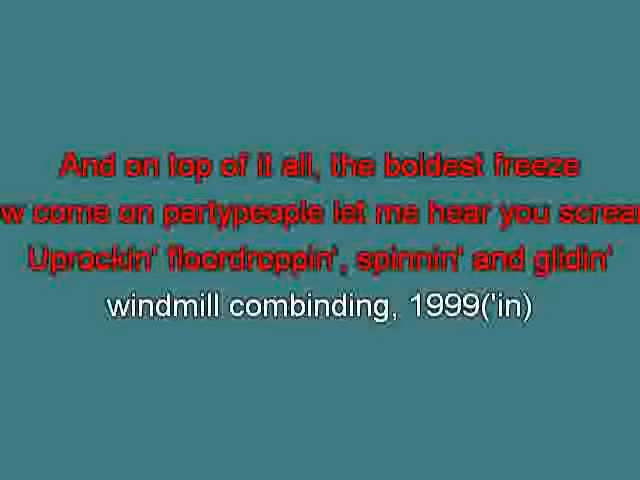 And on top of it all, the boldest freeze
w come on partypeople let me hear you screa
Uprockin' floordroppin', spinnin' and glidin'
windmill combinding, 1999('in)